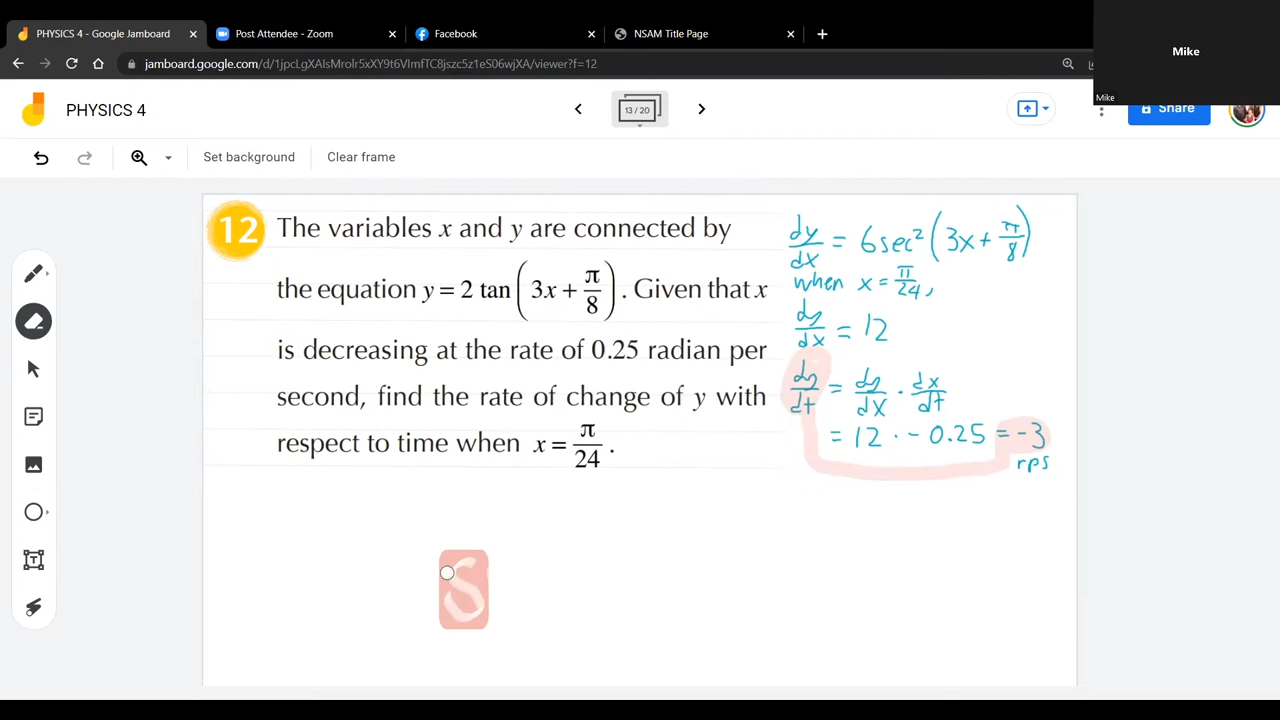 PHYSICS 4 - Google Jamboard
Post Attendee - Zoom
Facebook
NSAM Title Page
Mike
jamboard.google.com/d/1jpcLgXAIsMroIr5xXY9t6VImfTC8jszc5z1eS06wjXA/viewer?f=12
Mike
PHYSICS 4
13 / 20
Share
Set background
Clear frame
12 The variables x and y are connected by
the equation y = 2 tan (3x + π/8). Given that x
is decreasing at the rate of 0.25 radian per
second, find the rate of change of y with
respect to time when x = π/24.
dy/dx = 6sec² (3x + π/8)
when x = π/24,
dy/dx = 12
dy/dt = dy/dx · dx/dt
= 12 · - 0.25 = -3
rps
S